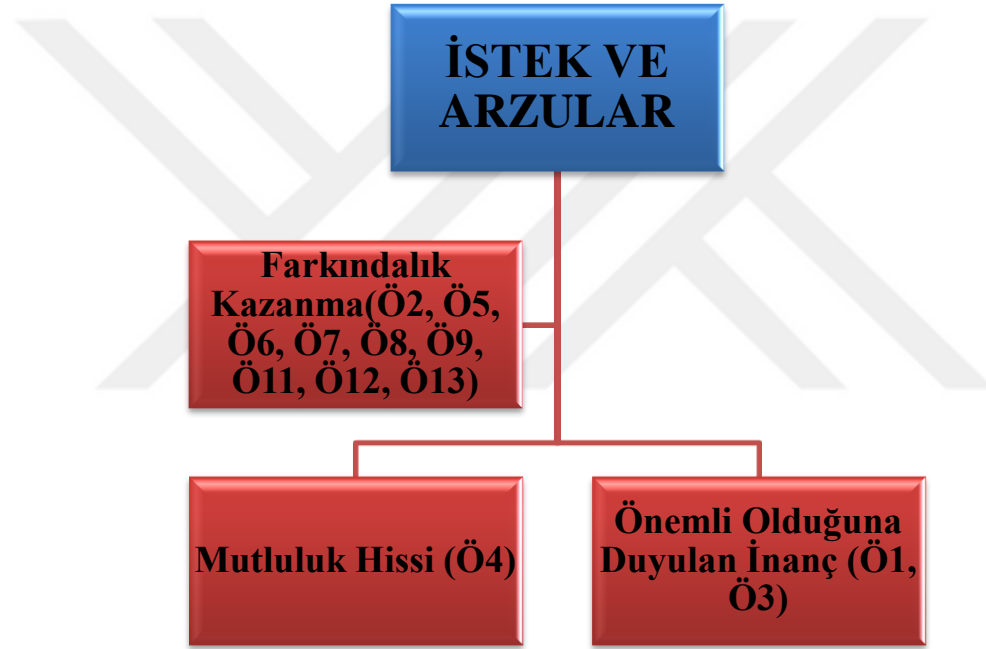 İSTEK VE
ARZULAR
Farkındalık
Kazanma(Ö2, Ö5,
Ö6, Ö7, Ö8, Ö9,
Ö11, Ö12, Ö13)
Mutluluk Hissi (Ö4)
Önemli Olduğuna
Duyulan İnanç (Ö1,
Ö3)